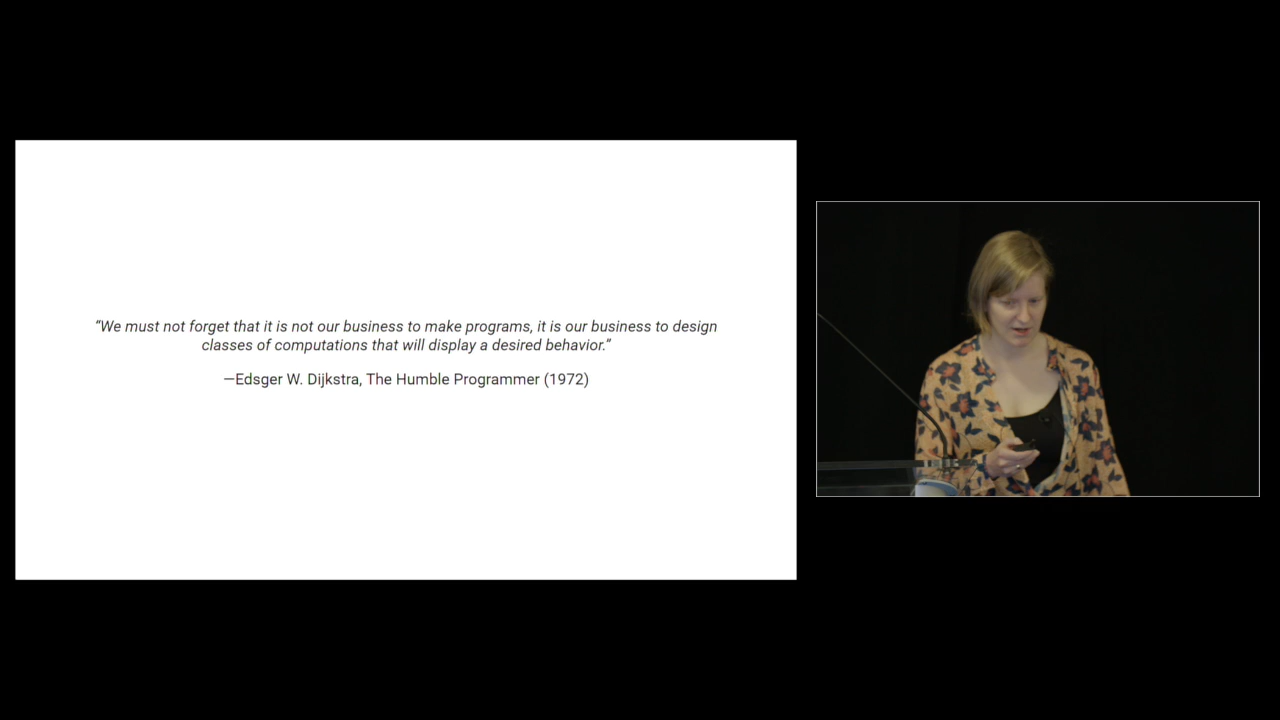 “We must not forget that it is not our business to make programs, it is our business to design
classes of computations that will display a desired behavior.”
—Edsger W. Dijkstra, The Humble Programmer (1972)